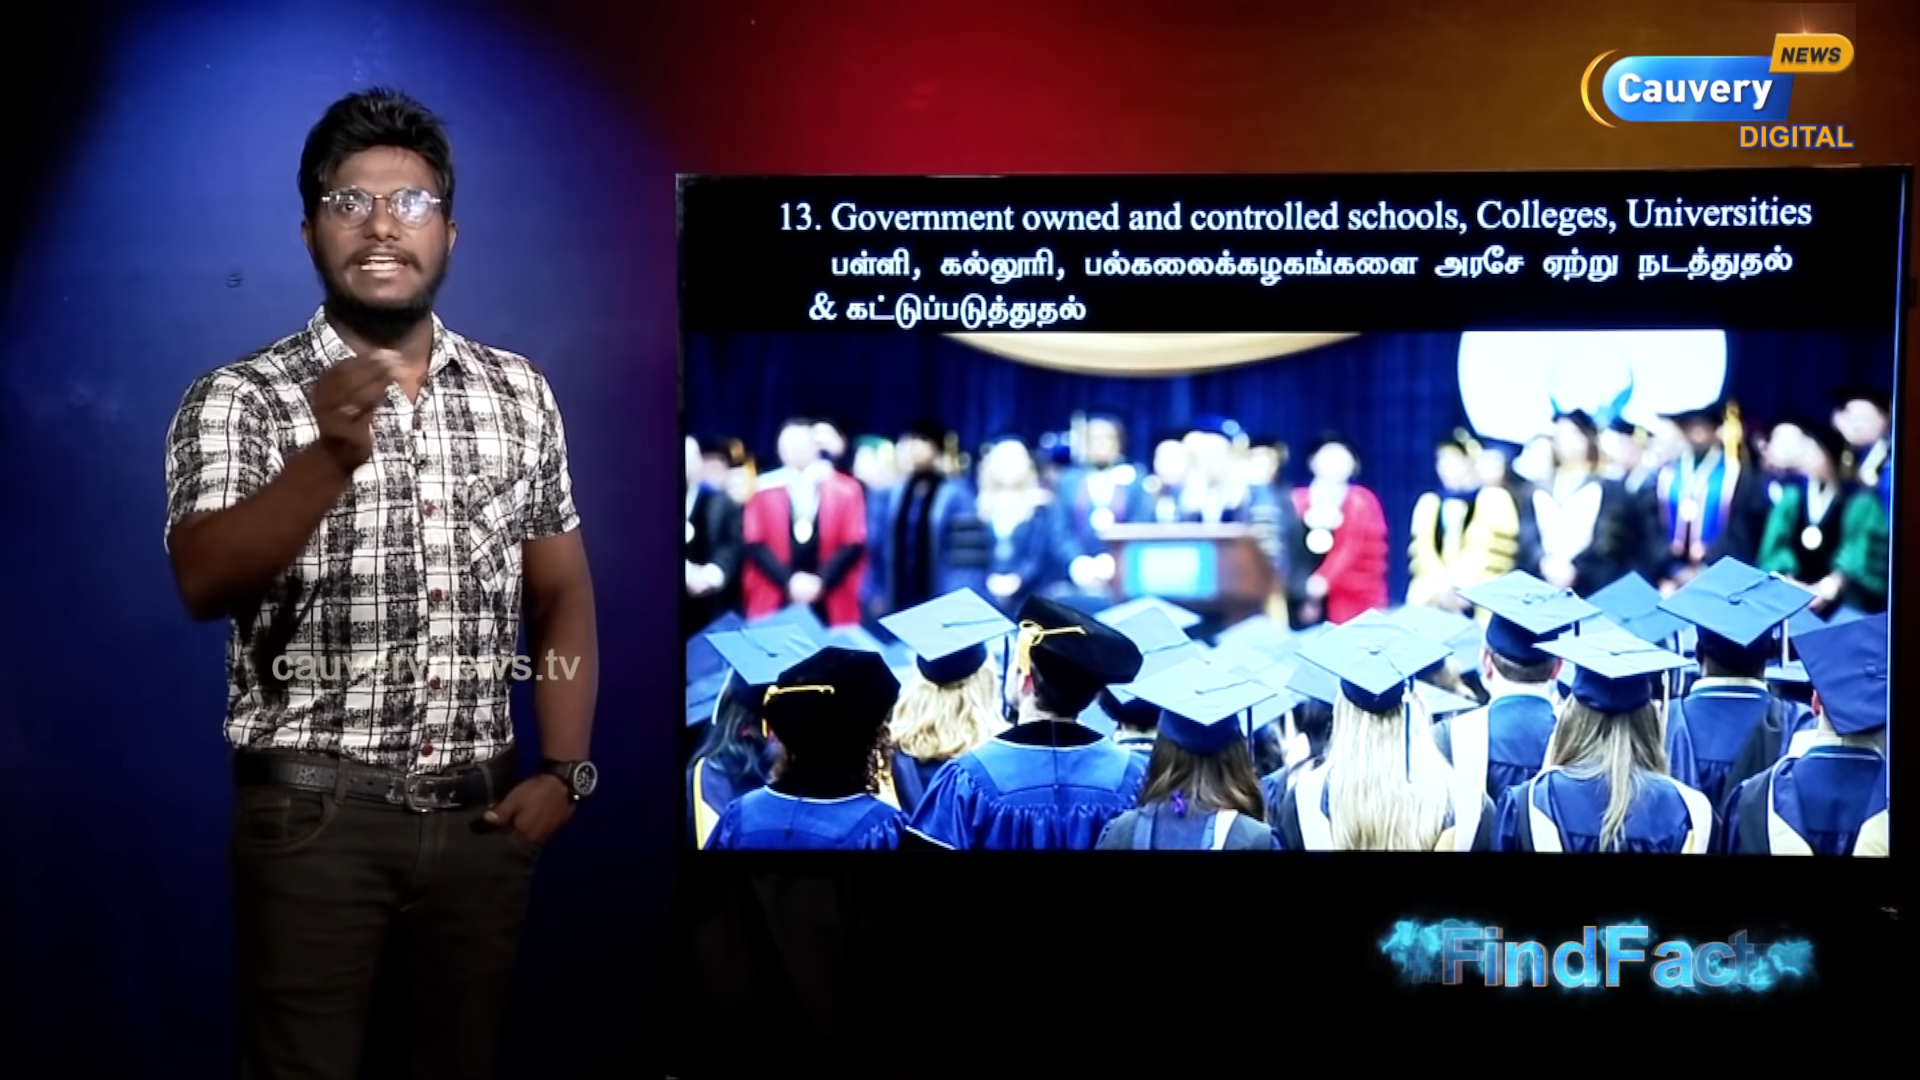 NEWS
Cauvery
DIGITAL
13. Government owned and controlled schools, Colleges, Universities
பள்ளி, கல்லூரி, பல்கலைக்கழகங்களை அரசே ஏற்று நடத்துதல்
& கட்டுப்படுத்துதல்
cauverynews.tv
FindFact